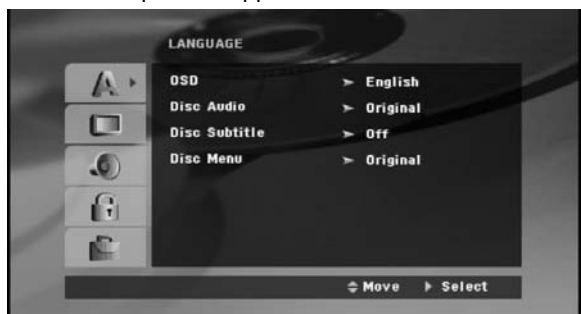 LANGUAGE
OSD ➢ English
Disc Audio ➢ Original
Disc Subtitle ➢ Off
Disc Menu ➢ Original
Move Select